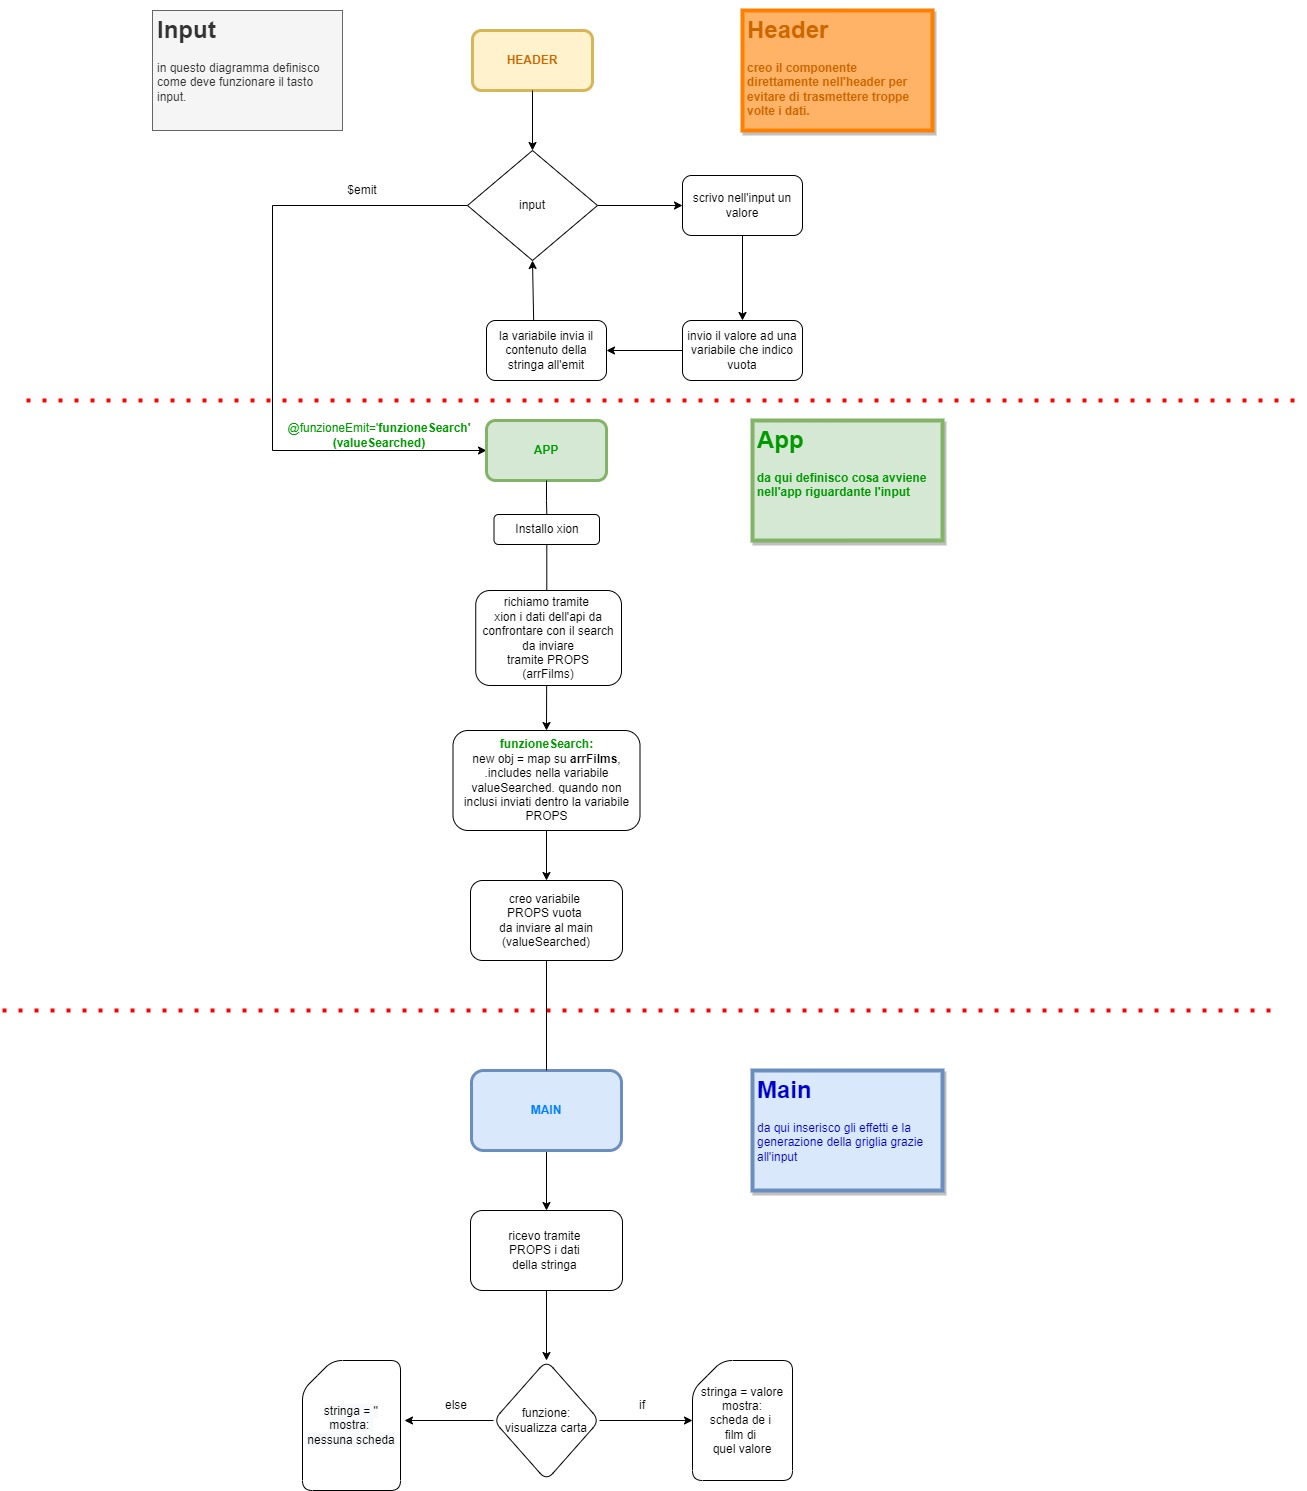 Input
in questo diagramma definisco
come deve funzionare il tasto
input.
HEADER
Header
creo il componente
direttamente nell'header per
evitare di trasmettere troppe
volte i dati.
$emit
input
scrivo nell'input un
valore
la variabile invia il
contenuto della
stringa all'emit
invio il valore ad una
variabile che indico
vuota
@funzioneEmit='funzioneSearch'
(valueSearched)
APP
App
da qui definisco cosa avviene
nell'app riguardante l'input
Installo xion
richiamo tramite
xion i dati dell'api da
confrontare con il search
da inviare
tramite PROPS
(arrFilms)
funzioneSearch:
new obj = map su arrFilms,
.includes nella variabile
valueSearched. quando non
inclusi inviati dentro la variabile
PROPS
creo variabile
PROPS vuota
da inviare al main
(valueSearched)
MAIN
Main
da qui inserisco gli effetti e la
generazione della griglia grazie
all'input
ricevo tramite
PROPS i dati
della stringa
stringa = ''
mostra:
nessuna scheda
else
funzione:
visualizza carta
if
stringa = valore
mostra:
scheda de i
film di
quel valore